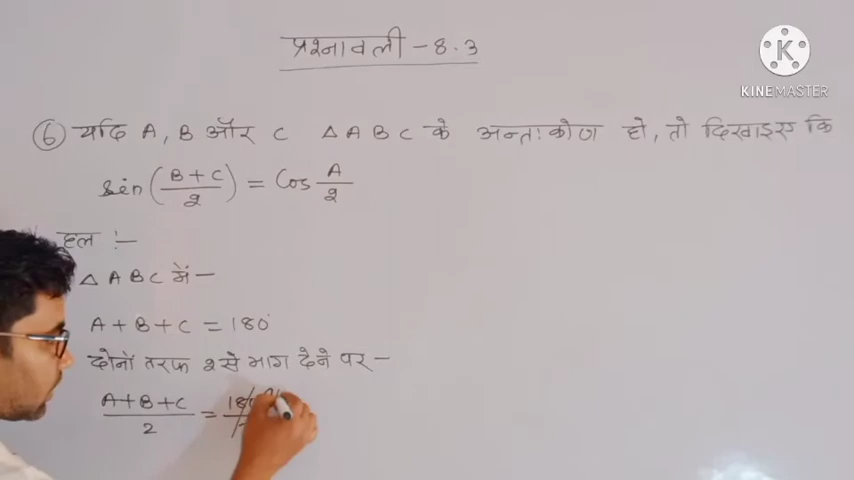 प्रश्नावली - 8.3
K
KINEMASTER
6 यदि A, B और C △ABC के अन्तः कोण हो, तो दिखाइए कि
sin(B+C/2) = cos A/2
हल :-
△ABC में -
A+B+C = 180°
दोनों तरफ 2 से भाग देने पर -
A+B+C/2 = 180